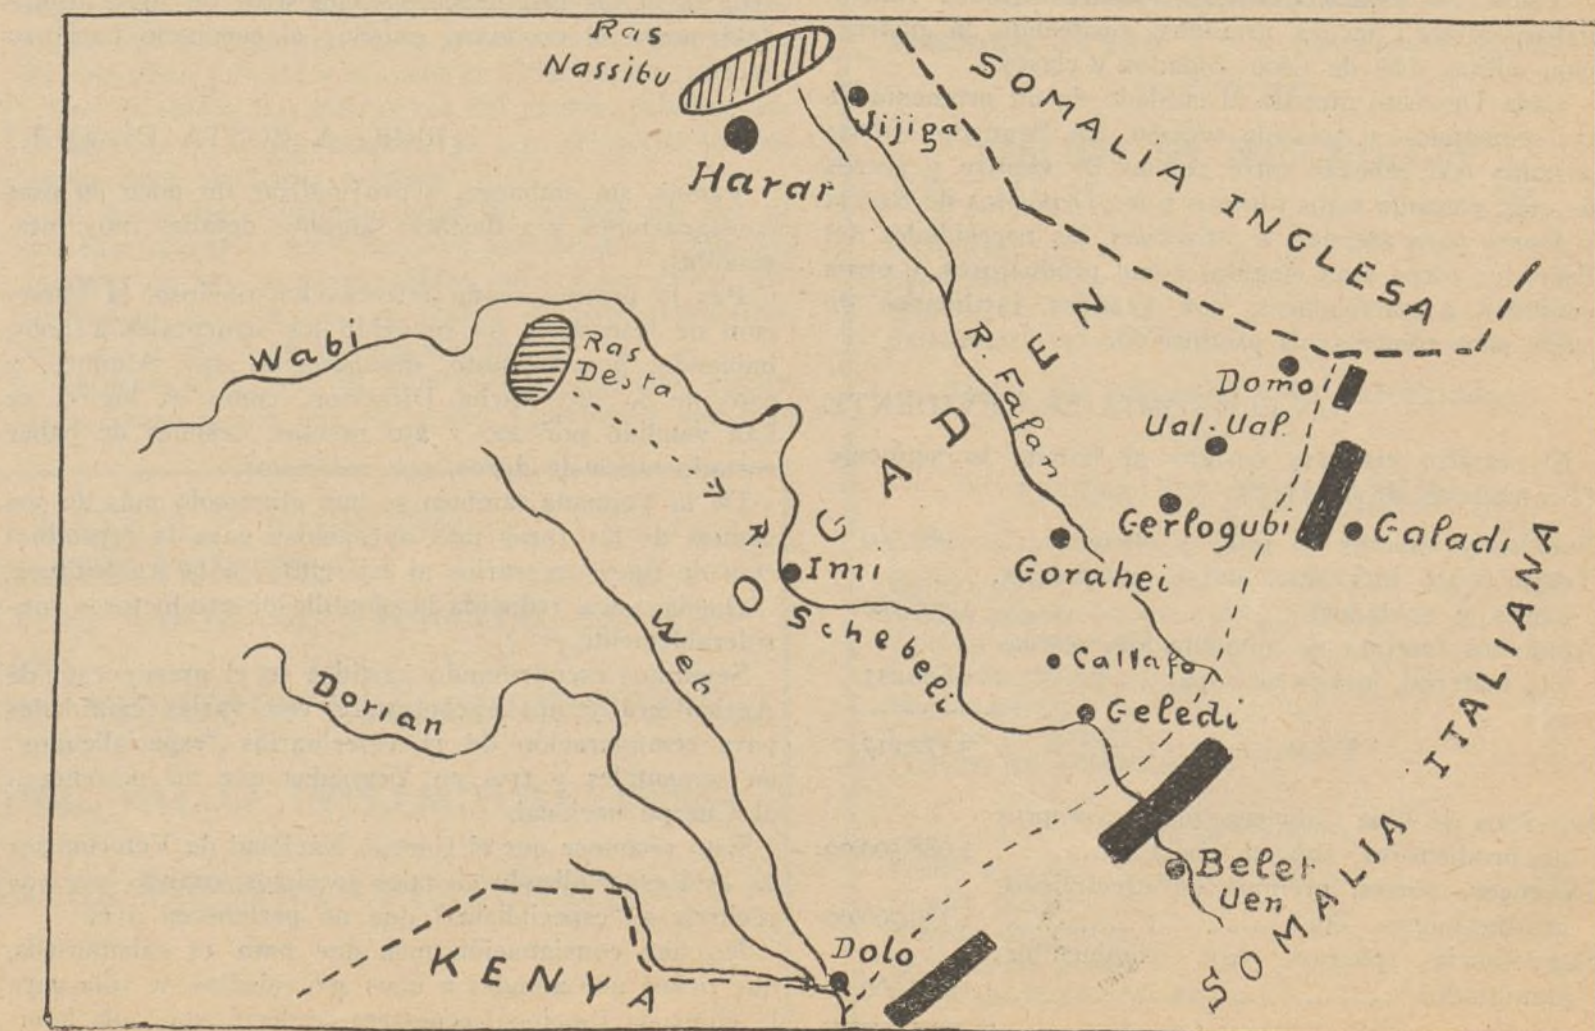 Ras
Nassibu
Jijiga
Harar
SOMALIA INGLESA
OGADEN
R. Fafan
Wabi
Ras
Desta
Domo
Ual-Ual.
Gerlogubi
Galadi
Gorahei
Imi
R. Schebeli
Web
Callafo
Geledi
Dorian
Belet
Uen
SOMALIA ITALIANA
Dolo
KENYA